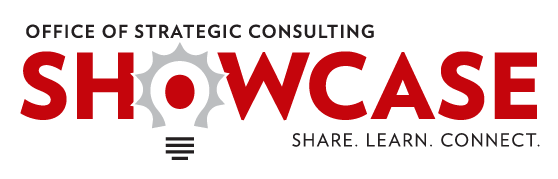 OFFICE OF STRATEGIC CONSULTING
SHOWCASE
SHARE. LEARN. CONNECT.